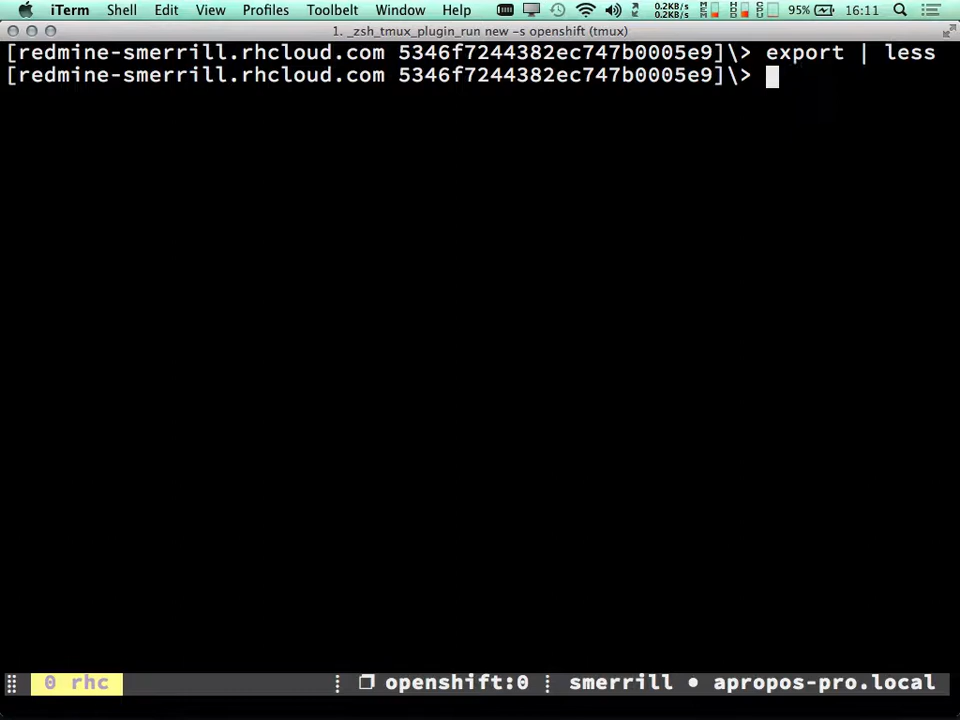 iTerm Shell Edit View Profiles Toolbelt Window Help 0.2KB/s 0.2KB/s 95% 16:11
1. _zsh_tmux_plugin_run new -s openshift (tmux)
[redmine-smerrill.rhcloud.com 5346f7244382ec747b0005e9]\> export | less
[redmine-smerrill.rhcloud.com 5346f7244382ec747b0005e9]\>
0 rhc openshift:0 smerrill • apropos-pro.local